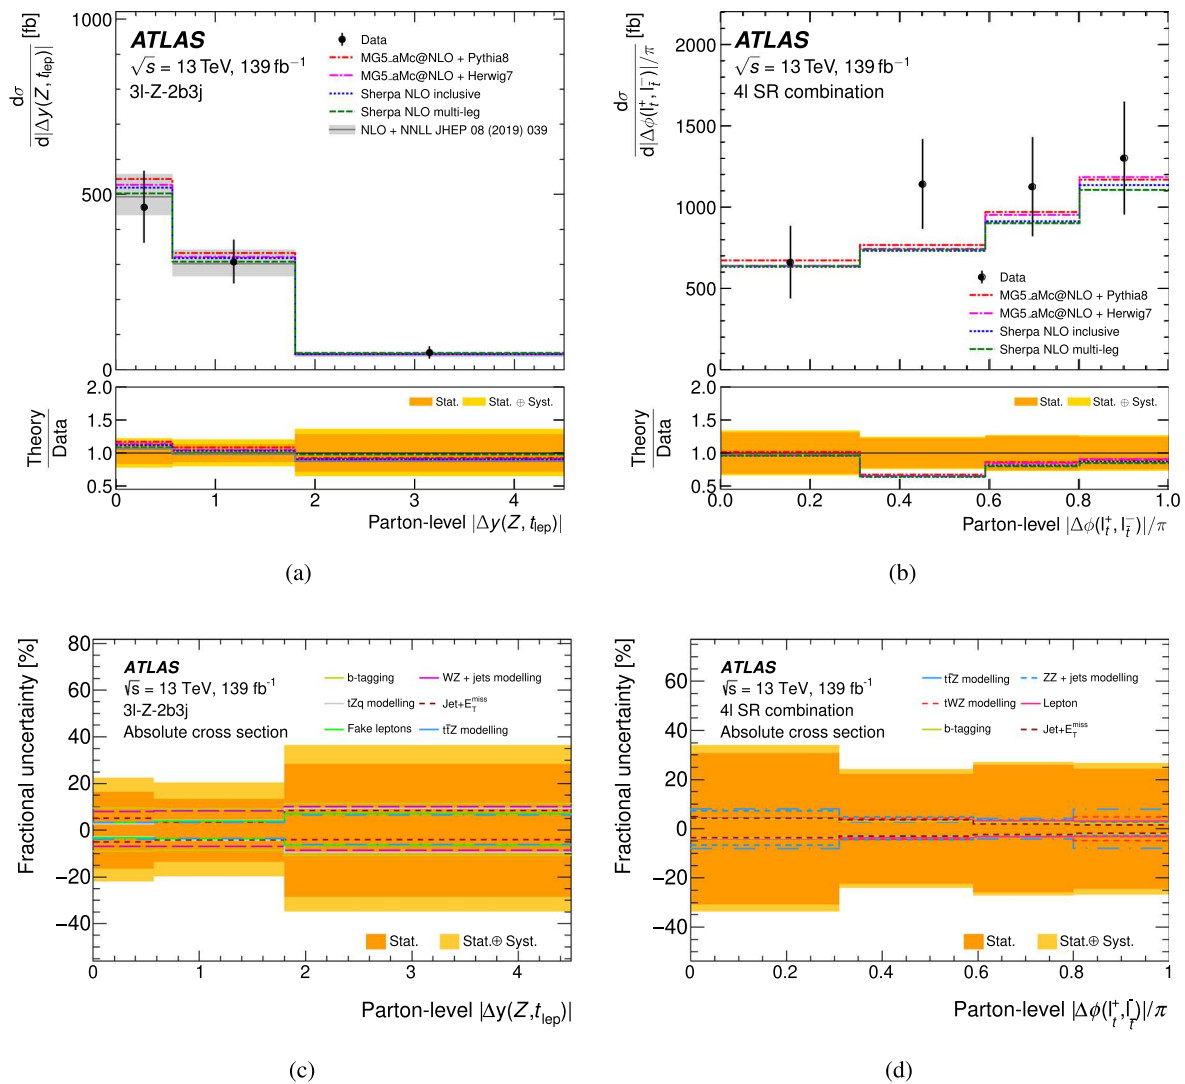 dσ
d|Δy(Z, t_lep)| [fb]
1000
500
0
ATLAS
√s = 13 TeV, 139 fb⁻¹
3l-Z-2b3j
Data
MG5_aMc@NLO + Pythia8
MG5_aMc@NLO + Herwig7
Sherpa NLO inclusive
Sherpa NLO multi-leg
NLO + NNLL JHEP 08 (2019) 039
Theory
Data
2.0
1.5
1.0
0.5
Stat. Stat. ⊕ Syst.
0 1 2 3 4
Parton-level |Δy(Z, t_lep)|
(a)
dσ
d|Δϕ(l_t^+, l_t̄^−)|/π [fb]
2000
1500
1000
500
0
ATLAS
√s = 13 TeV, 139 fb⁻¹
4l SR combination
Data
MG5_aMc@NLO + Pythia8
MG5_aMc@NLO + Herwig7
Sherpa NLO inclusive
Sherpa NLO multi-leg
Theory
Data
2.0
1.5
1.0
0.5
Stat. Stat. ⊕ Syst.
0.0 0.2 0.4 0.6 0.8 1.0
Parton-level |Δϕ(l_t^+, l_t̄^−)|/π
(b)
Fractional uncertainty [%]
80
60
40
20
0
−20
−40
ATLAS
√s = 13 TeV, 139 fb⁻¹
3l-Z-2b3j
Absolute cross section
b-tagging WZ + jets modelling
tZq modelling Jet+E_T^miss
Fake leptons tt̄Z modelling
Stat. Stat.⊕ Syst.
0 1 2 3 4
Parton-level |Δy(Z,t_lep)|
(c)
Fractional uncertainty [%]
60
40
20
0
−20
−40
ATLAS
√s = 13 TeV, 139 fb⁻¹
4l SR combination
Absolute cross section
tt̄Z modelling ZZ + jets modelling
tWZ modelling Lepton
b-tagging Jet+E_T^miss
Stat. Stat.⊕ Syst.
0 0.2 0.4 0.6 0.8 1
Parton-level |Δϕ(l_t^+,l_t̄^-)|/π
(d)